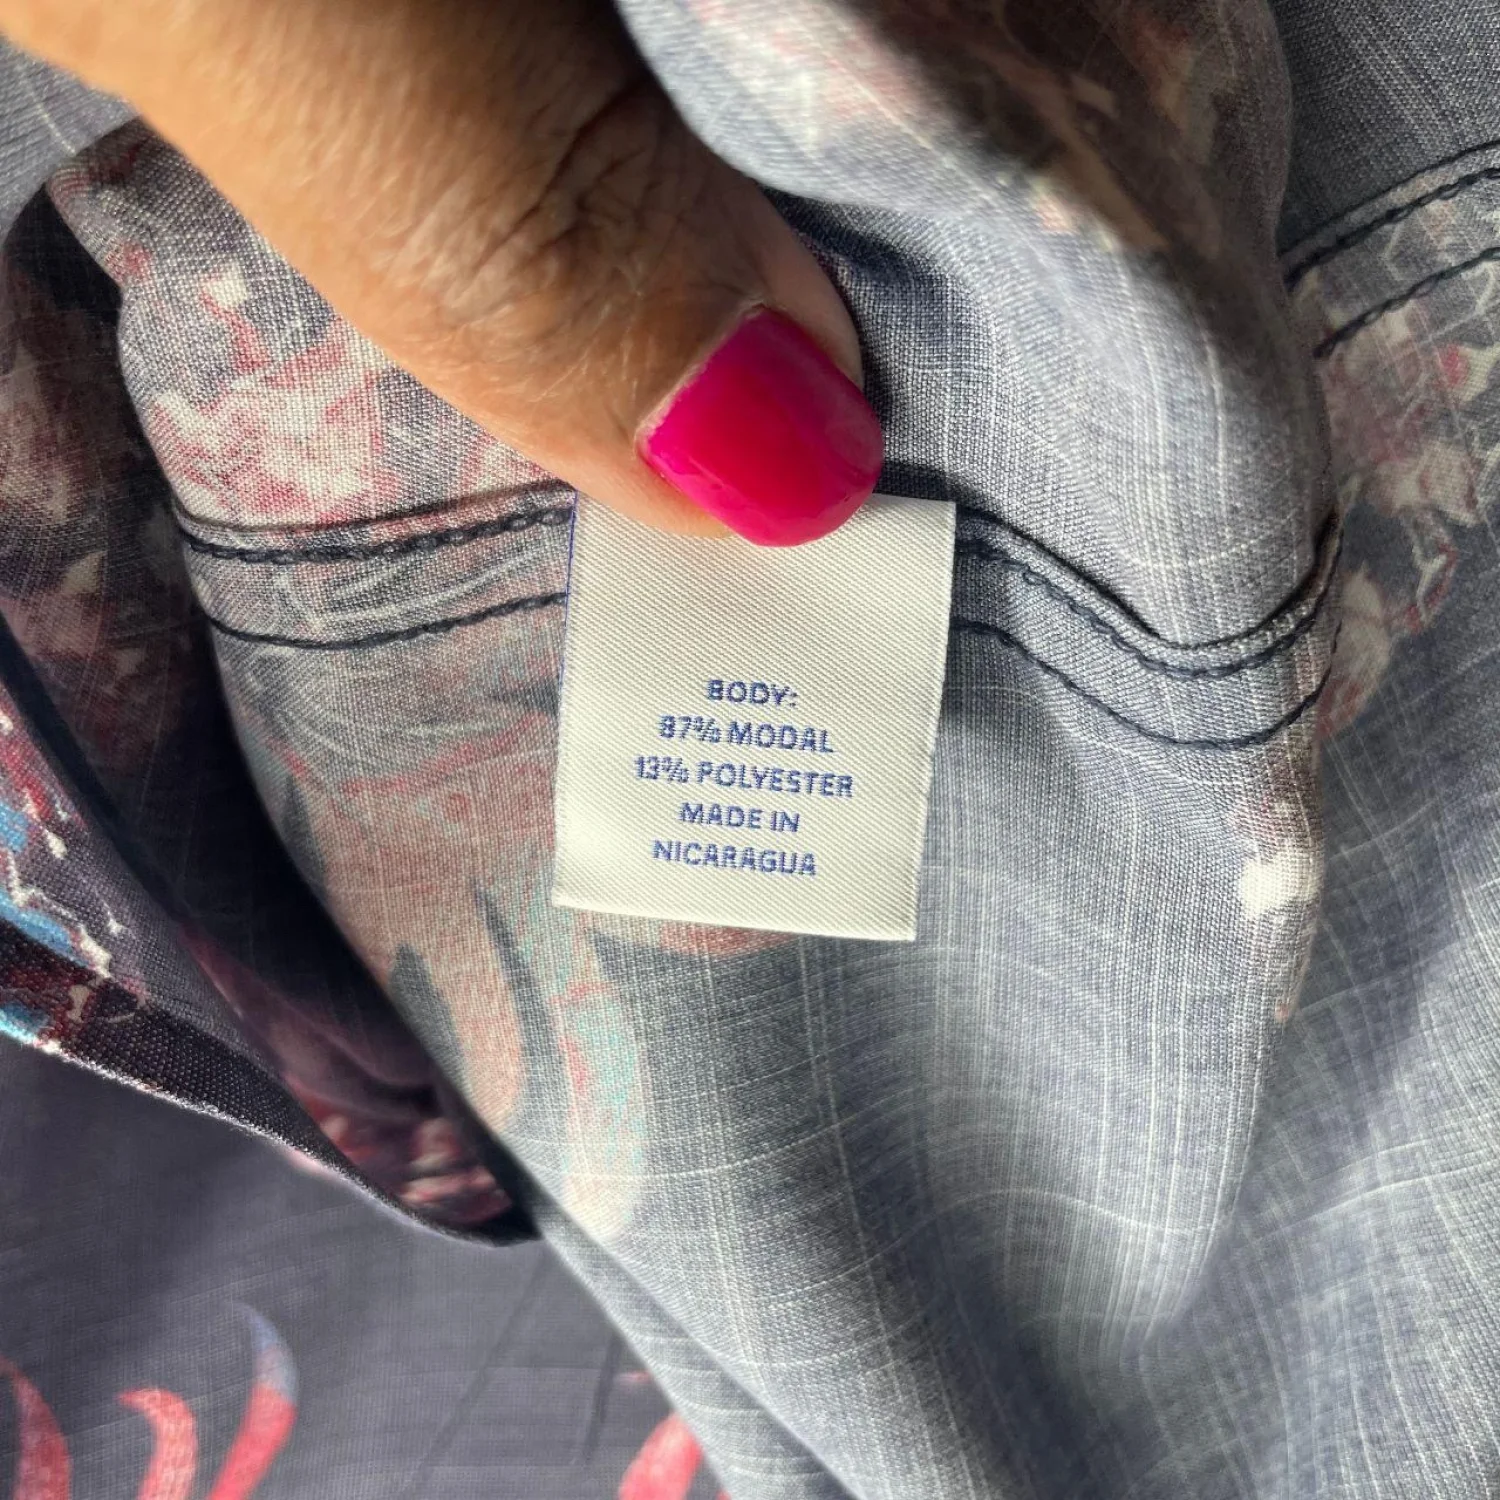 BODY:
87% MODAL
13% POLYESTER
MADE IN
NICARAGUA